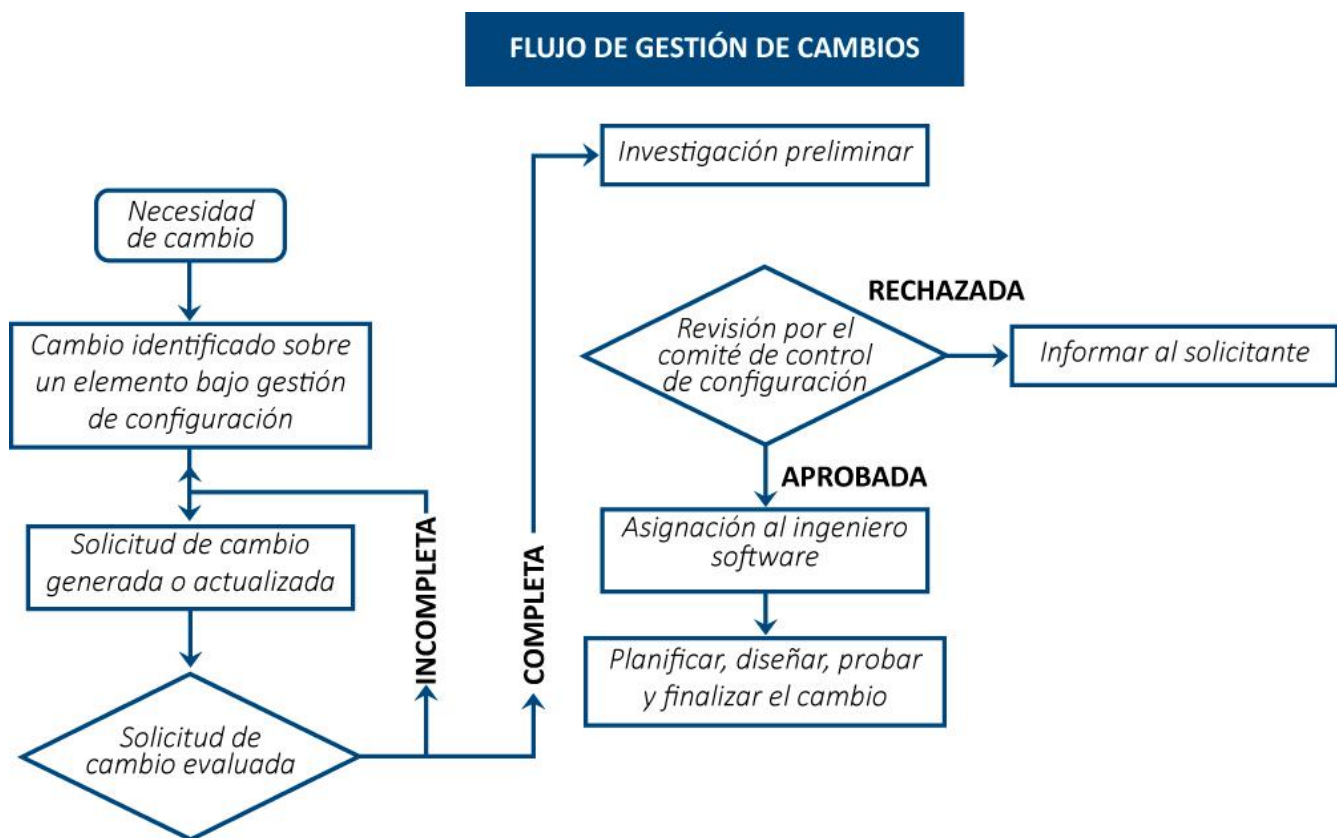 FLUJO DE GESTIÓN DE CAMBIOS
Necesidad
de cambio
Cambio identificado sobre
un elemento bajo gestión
de configuración
Solicitud de cambio
generada o actualizada
Solicitud de
cambio evaluada
INCOMPLETA
COMPLETA
Investigación preliminar
Revisión por el
comité de control
de configuración
RECHAZADA
Informar al solicitante
APROBADA
Asignación al ingeniero
software
Planificar, diseñar, probar
y finalizar el cambio